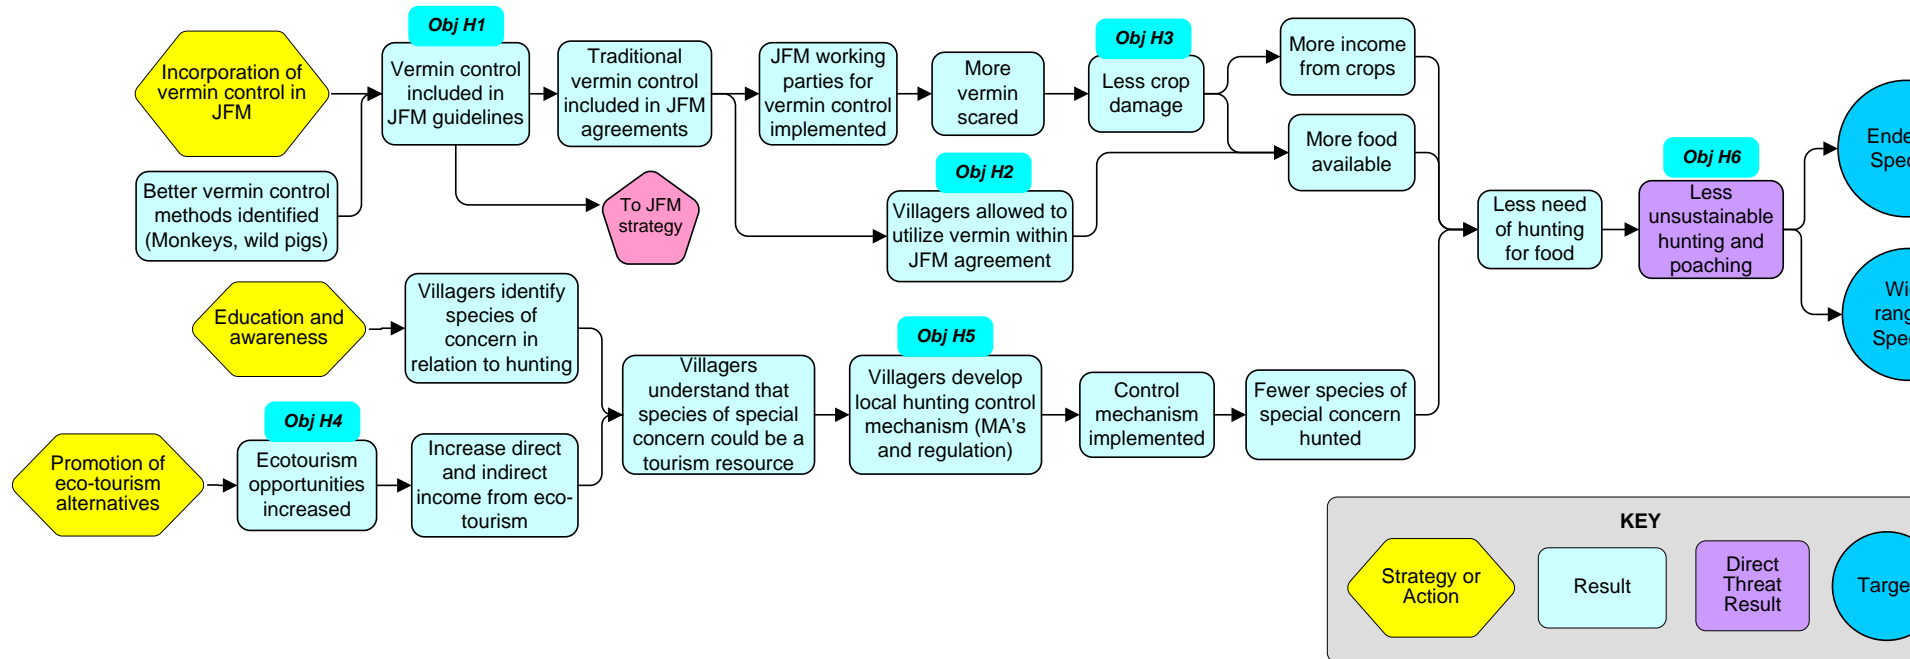 Obj H1
Incorporation of
vermin control in
JFM
Vermin control
included in
JFM guidelines
Traditional
vermin control
included in JFM
agreements
JFM working
parties for
vermin control
implemented
More
vermin
scared
Obj H3
Less crop
damage
More income
from crops
More food
available
Better vermin control
methods identified
(Monkeys, wild pigs)
To JFM
strategy
Obj H2
Villagers allowed to
utilize vermin within
JFM agreement
Less need
of hunting
for food
Obj H6
Less
unsustainable
hunting and
poaching
Education and
awareness
Villagers identify
species of
concern in
relation to hunting
Obj H4
Promotion of
eco-tourism
alternatives
Ecotourism
opportunities
increased
Increase direct
and indirect
income from eco-
tourism
Villagers
understand that
species of special
concern could be a
tourism resource
Obj H5
Villagers develop
local hunting control
mechanism (MA's
and regulation)
Control
mechanism
implemented
Fewer species of
special concern
hunted
KEY
Strategy or
Action
Result
Direct
Threat
Result